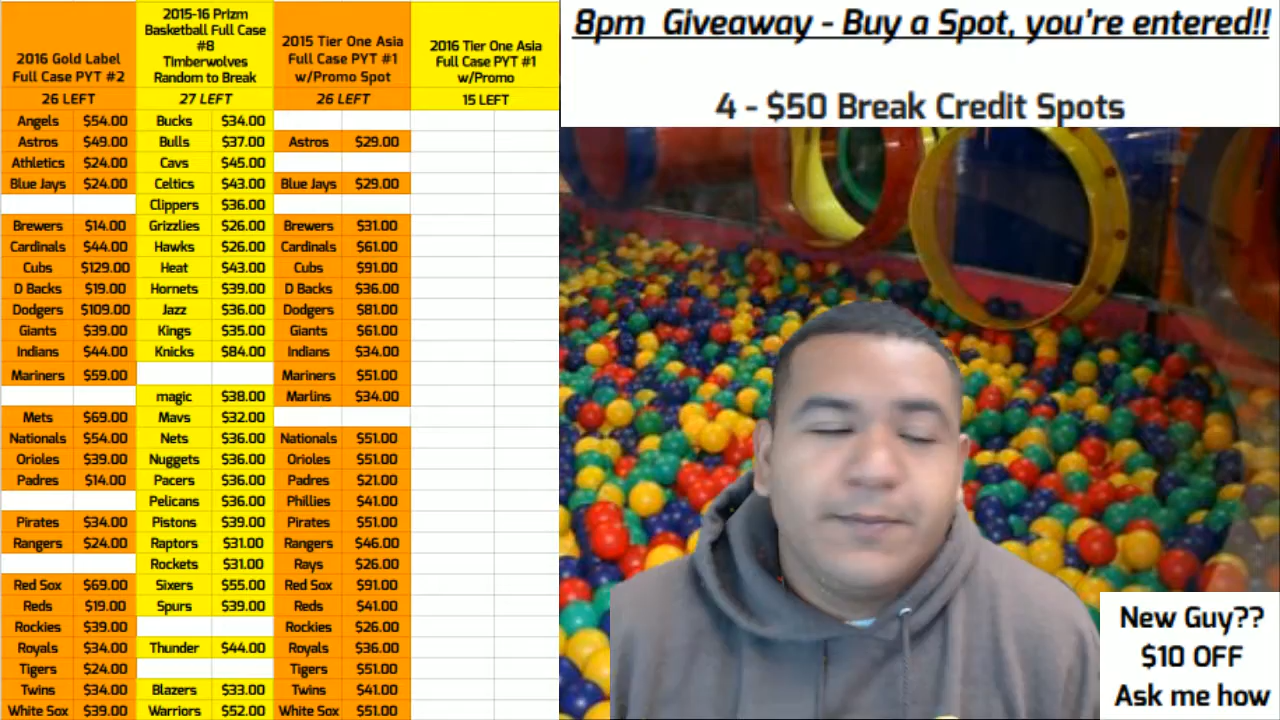 2016 Gold Label
Full Case PYT #2
26 LEFT
Angels $54.00
Astros $49.00
Athletics $24.00
Blue Jays $24.00
Brewers $14.00
Cardinals $44.00
Cubs $129.00
D Backs $19.00
Dodgers $109.00
Giants $39.00
Indians $44.00
Mariners $59.00
Mets $69.00
Nationals $54.00
Orioles $39.00
Padres $14.00
Pirates $34.00
Rangers $24.00
Red Sox $69.00
Reds $19.00
Rockies $39.00
Royals $34.00
Tigers $24.00
Twins $34.00
White Sox $39.00
2015-16 Prizm
Basketball Full Case
#8
Timberwolves
Random to Break
27 LEFT
Bucks $34.00
Bulls $37.00
Cavs $45.00
Celtics $43.00
Clippers $36.00
Grizzlies $26.00
Hawks $26.00
Heat $43.00
Hornets $39.00
Jazz $36.00
Kings $35.00
Knicks $84.00
magic $38.00
Mavs $32.00
Nets $36.00
Nuggets $36.00
Pacers $36.00
Pelicans $36.00
Pistons $39.00
Raptors $31.00
Rockets $31.00
Sixers $55.00
Spurs $39.00
Thunder $44.00
Blazers $33.00
Warriors $52.00
2015 Tier One Asia
Full Case PYT #1
w/Promo Spot
26 LEFT
Astros $29.00
Blue Jays $29.00
Brewers $31.00
Cardinals $61.00
Cubs $91.00
D Backs $36.00
Dodgers $81.00
Giants $61.00
Indians $34.00
Mariners $51.00
Marlins $34.00
Nationals $51.00
Orioles $51.00
Padres $21.00
Phillies $41.00
Pirates $51.00
Rangers $46.00
Rays $26.00
Red Sox $91.00
Reds $41.00
Rockies $26.00
Royals $36.00
Tigers $51.00
Twins $41.00
White Sox $51.00
2016 Tier One Asia
Full Case PYT #1
w/Promo
15 LEFT
8pm Giveaway - Buy a Spot, you're entered!!
4 - $50 Break Credit Spots
New Guy??
$10 OFF
Ask me how